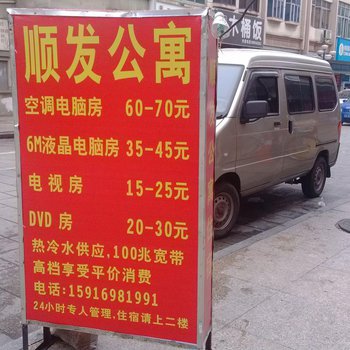 木桶饭
顺发公寓
空调电脑房 60-70元
6M液晶电脑房 35-45元
电视房 15-25元
DVD房 20-30元
热冷水供应,100兆宽带
高档享受平价消费
电话:15916981991
24小时专人管理,住宿请上二楼